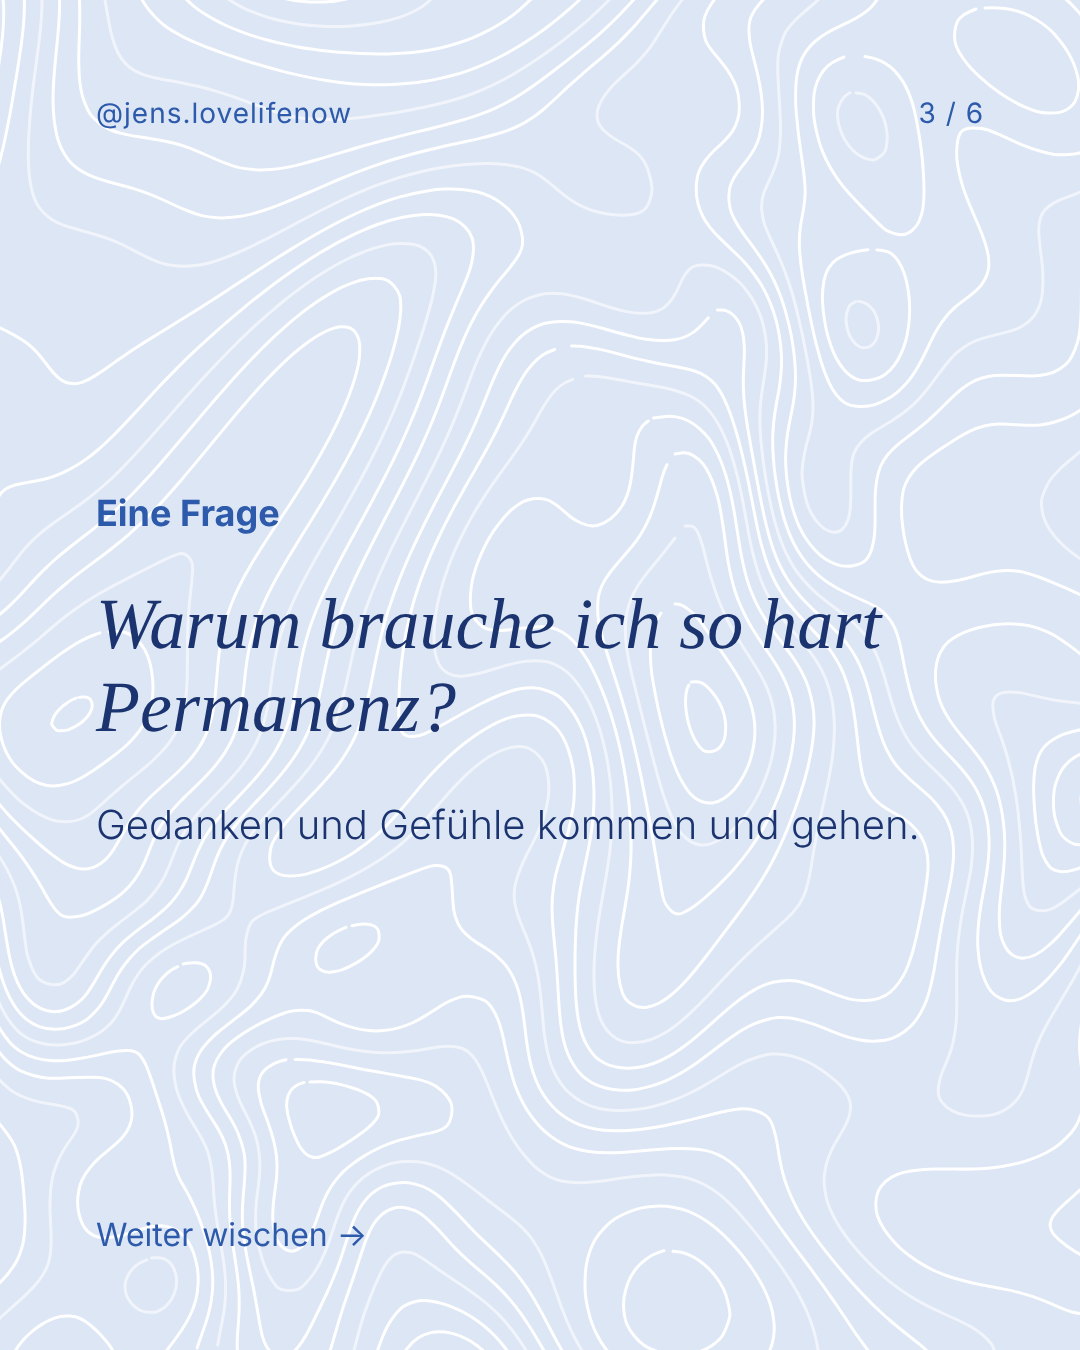 @jens.lovelifenow
3 / 6
Eine Frage
Warum brauche ich so hart
Permanenz?
Gedanken und Gefühle kommen und gehen.
Weiter wischen →